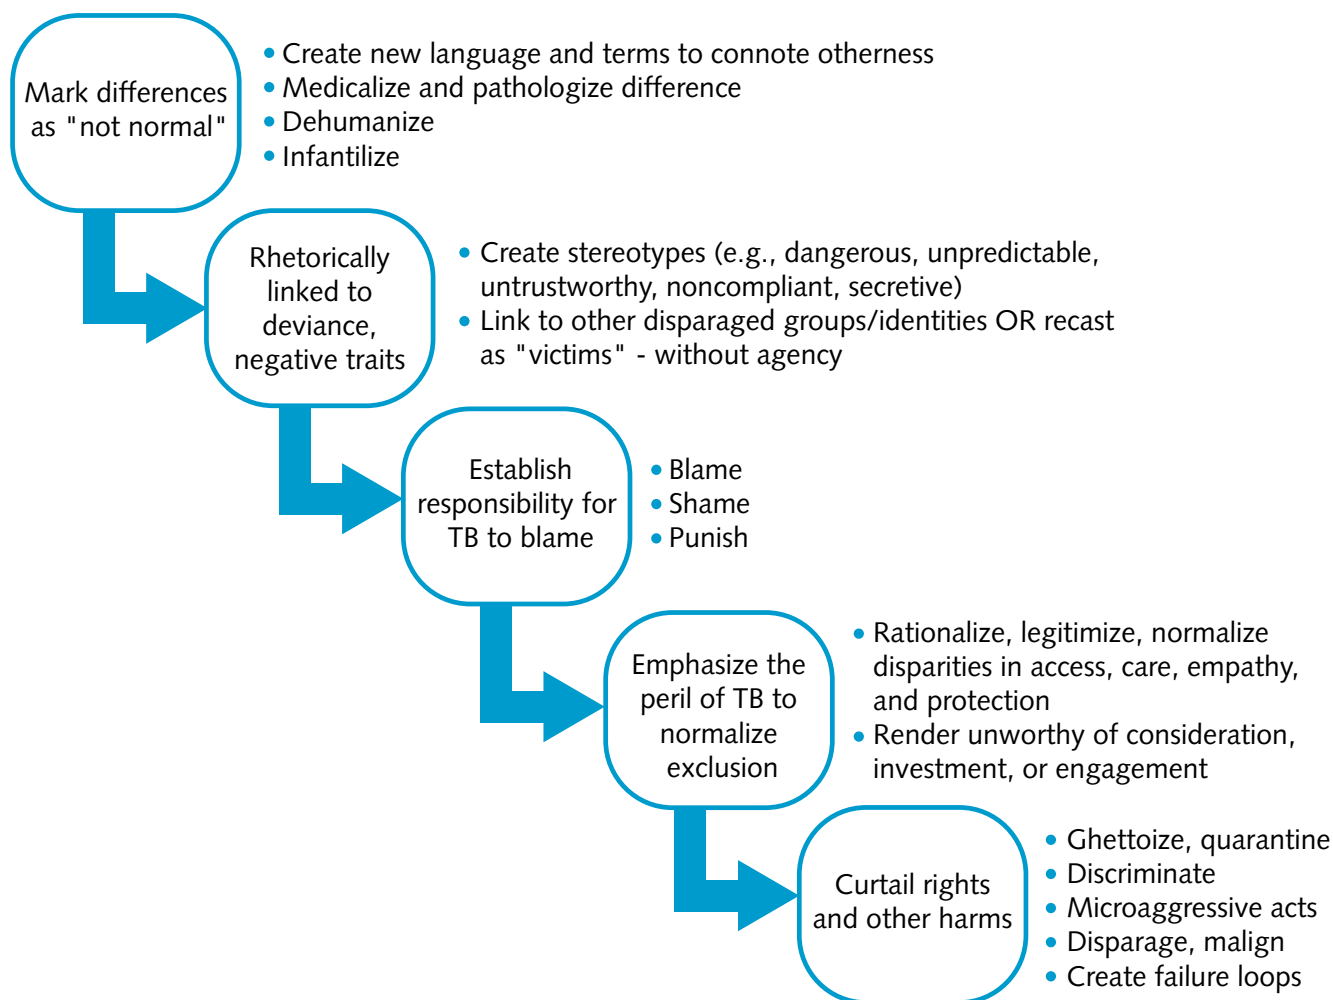 Mark differences
as "not normal"
• Create new language and terms to connote otherness
• Medicalize and pathologize difference
• Dehumanize
• Infantilize
Rhetorically
linked to
deviance,
negative traits
• Create stereotypes (e.g., dangerous, unpredictable,
untrustworthy, noncompliant, secretive)
• Link to other disparaged groups/identities OR recast
as "victims" - without agency
Establish
responsibility for
TB to blame
• Blame
• Shame
• Punish
Emphasize the
peril of TB to
normalize
exclusion
• Rationalize, legitimize, normalize
disparities in access, care, empathy,
and protection
• Render unworthy of consideration,
investment, or engagement
Curtail rights
and other harms
• Ghettoize, quarantine
• Discriminate
• Microaggressive acts
• Disparage, malign
• Create failure loops